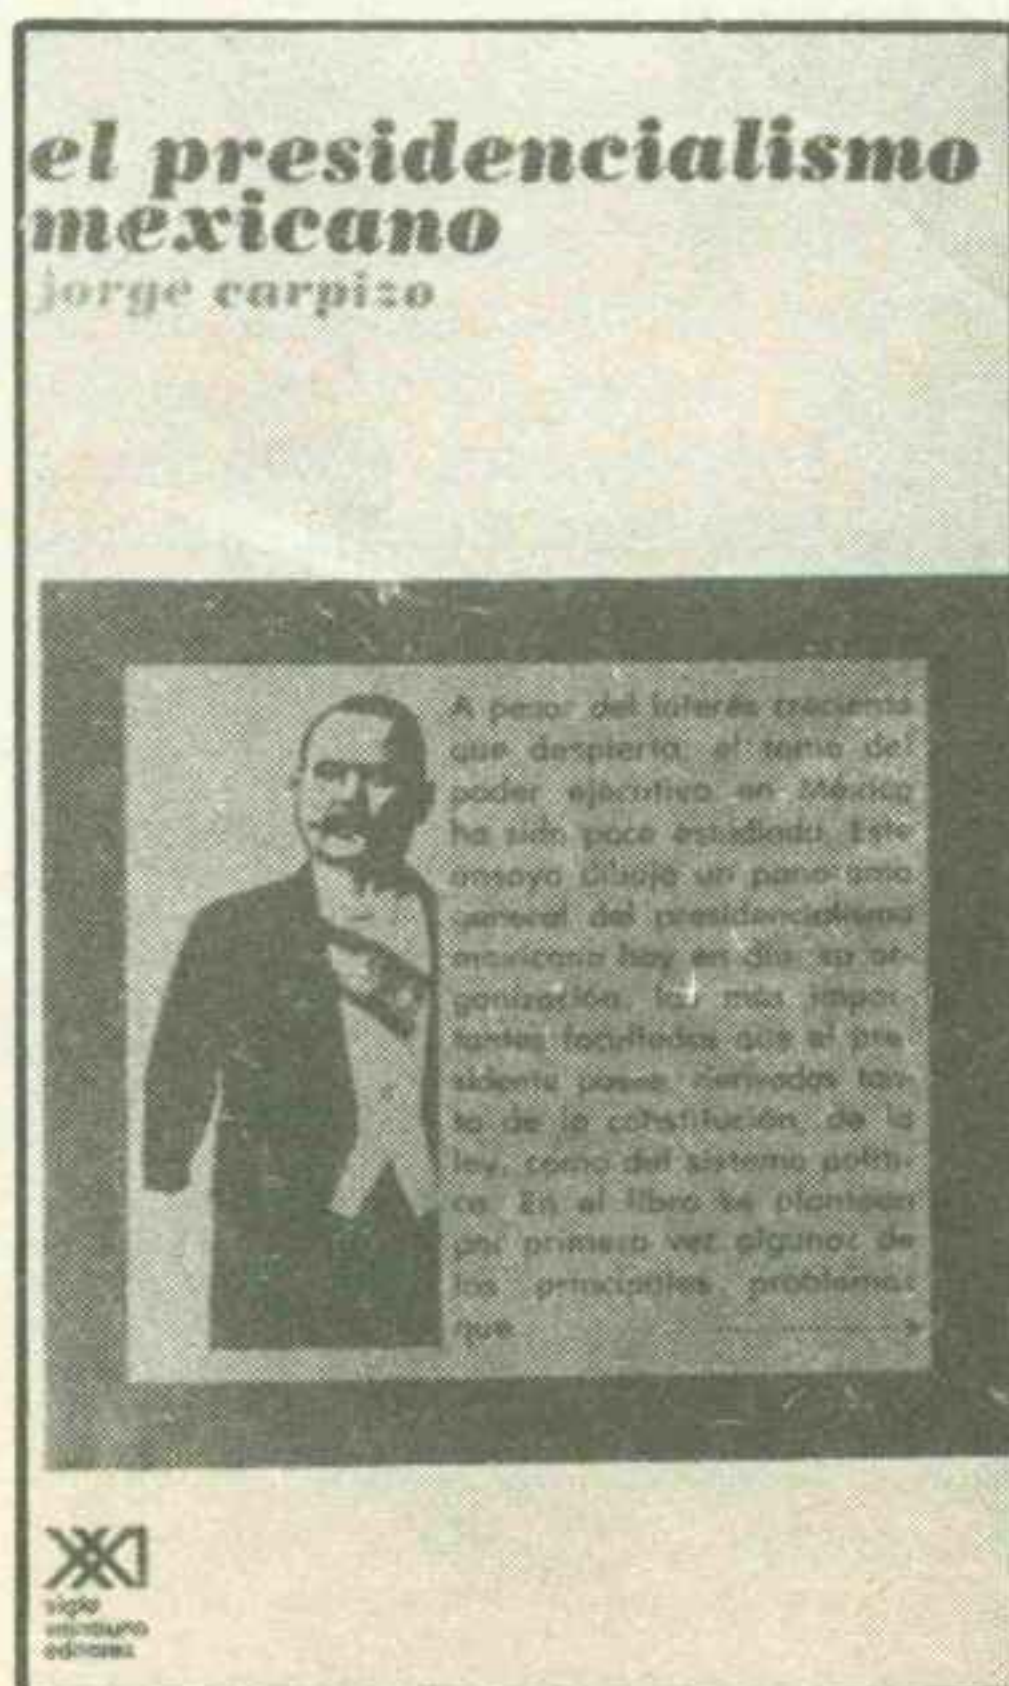 el presidencialismo
mexicano
jorge carpizo
A pesar del interés creciente
que despierta, el tema del
poder ejecutivo en México
ha sido poco estudiado. Este
ensayo dibuja un panorama
general del presidencialismo
mexicano hoy en día: su or-
ganización, las más impor-
tantes facultades que el pre-
sidente posee, derivadas tan-
to de la constitución, de la
ley, como del sistema políti-
co. En el libro se plantean
por primera vez algunos de
los principales problemas
que
XXI
siglo
veintiuno
editores